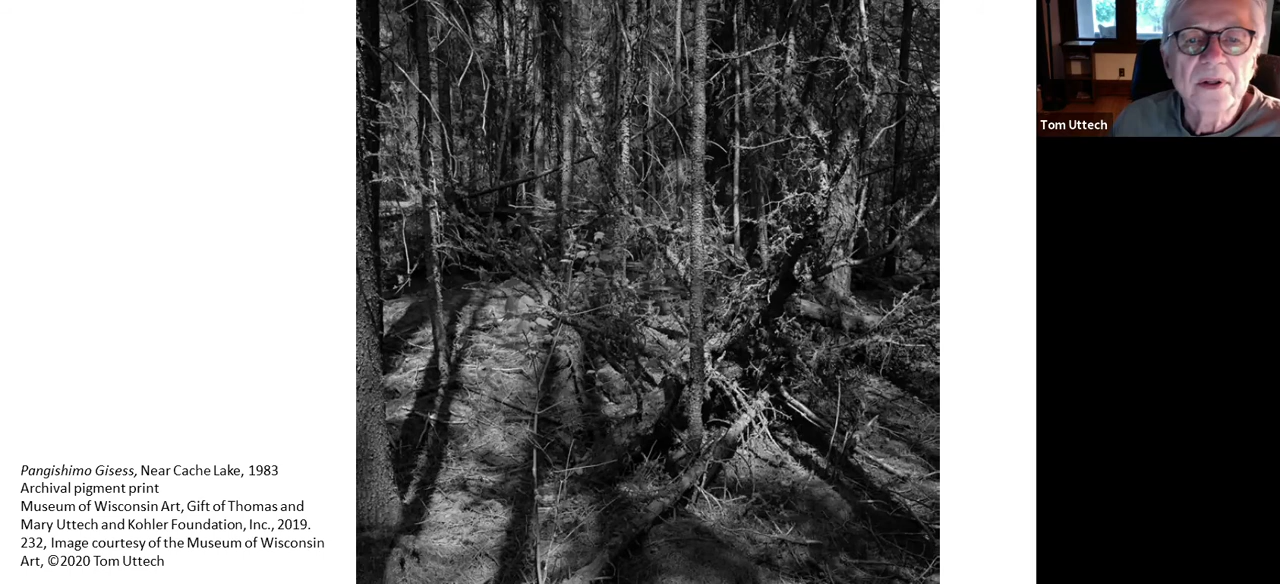 Tom Uttech
Pangishimo Gisess, Near Cache Lake, 1983
Archival pigment print
Museum of Wisconsin Art, Gift of Thomas and
Mary Uttech and Kohler Foundation, Inc., 2019.
232, Image courtesy of the Museum of Wisconsin
Art, ©2020 Tom Uttech